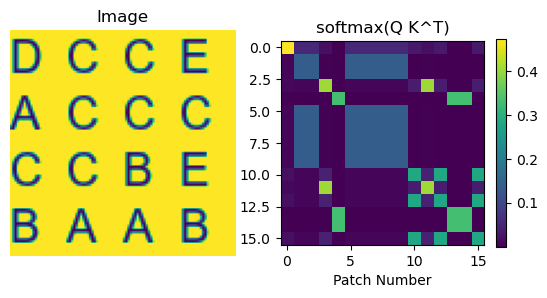 Image
D C C E
A C C C
C C B E
B A A B
softmax(Q K^T)
0.0
2.5
5.0
7.5
10.0
12.5
15.0
0 5 10 15
Patch Number
0.4
0.3
0.2
0.1